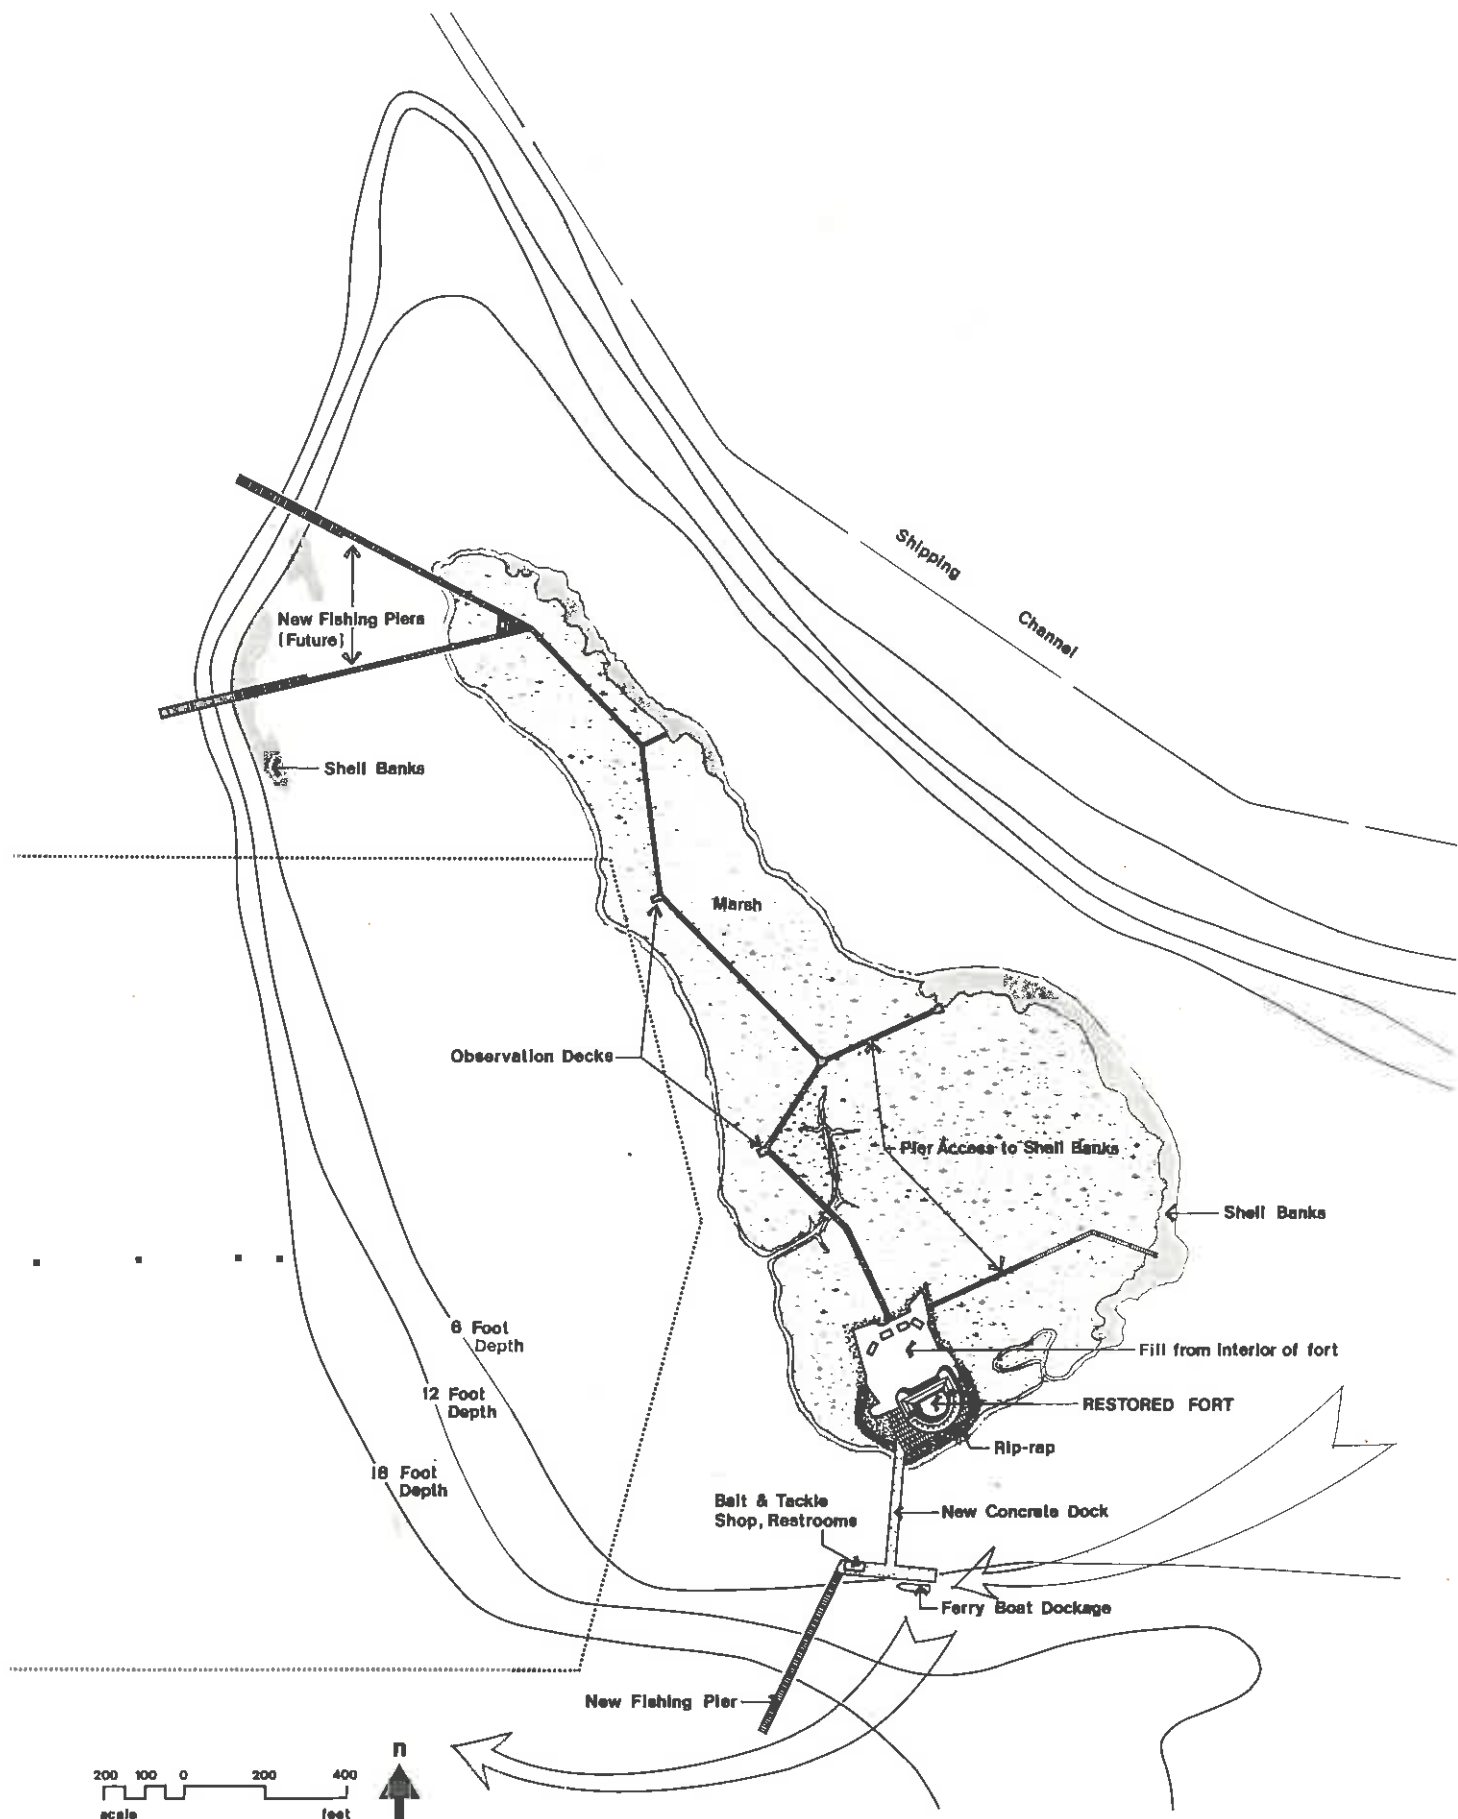 Shipping
Channel
New Fishing Piers
(Future)
Shell Banks
Marsh
Observation Decks
Pier Access to Shell Banks
Shell Banks
6 Foot
Depth
Fill from interior of fort
12 Foot
Depth
RESTORED FORT
Rip-rap
18 Foot
Depth
Bait & Tackle
Shop, Restrooms
New Concrete Dock
Ferry Boat Dockage
New Fishing Pier
n
200 100 0 200 400
scale feet